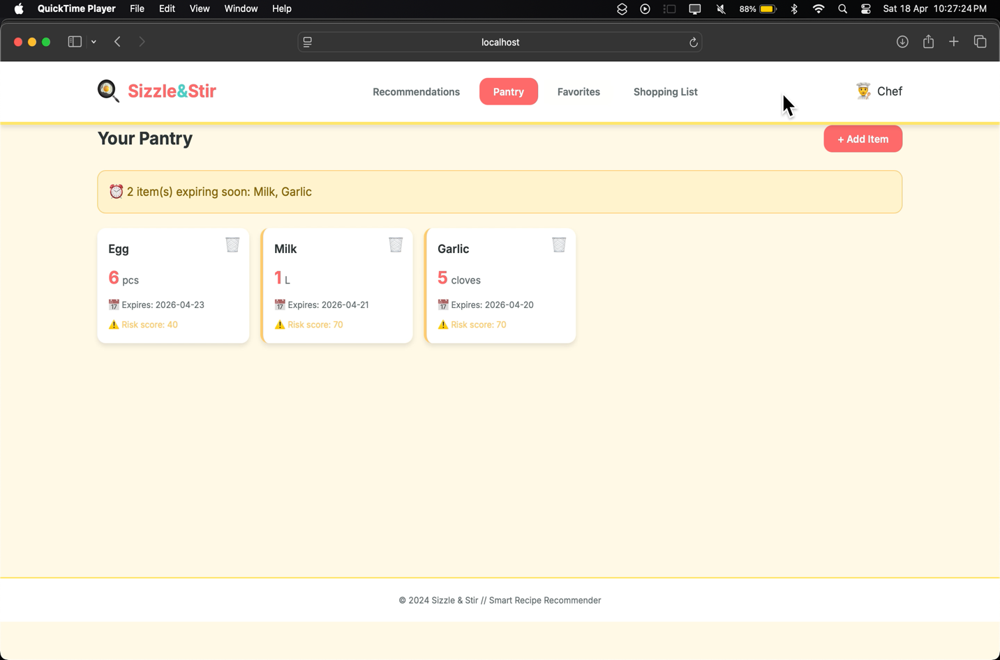 QuickTime Player File Edit View Window Help 88% Sat 18 Apr 10:27:24 PM
localhost
Sizzle&Stir Recommendations Pantry Favorites Shopping List Chef
Your Pantry + Add Item
2 item(s) expiring soon: Milk, Garlic
Egg Milk Garlic
6 pcs 1 L 5 cloves
Expires: 2026-04-23 Expires: 2026-04-21 Expires: 2026-04-20
Risk score: 40 Risk score: 70 Risk score: 70
© 2024 Sizzle & Stir // Smart Recipe Recommender